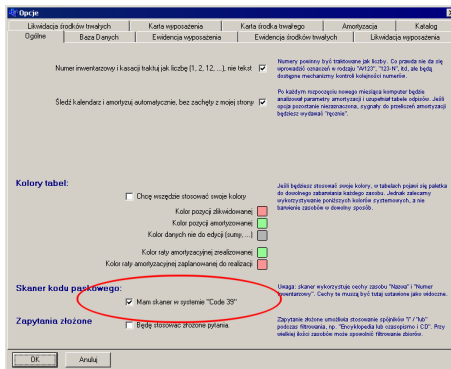 Opcje
Likwidacja środków trwałych
Karta wyposażenia
Karta środka trwałego
Amortyzacja
Katalog
Ogólne
Baza Danych
Ewidencja wyposażenia
Ewidencja środków trwałych
Likwidacja wyposażenia
Numer inwentarzowy i kasacji traktuj jak liczbę (1, 2, 12, ...), nie tekst
Numery powinny być traktowane jak liczby. Co prawda nie da się
wprowadzić oznaczeń w rodzaju "A/123", "123-N", itd, ale będą
dostępne mechanizmy kontroli kolejności numerów.
Śledź kalendarz i amortyzuj automatycznie, bez zachęty z mojej strony
Po każdym rozpoczęciu nowego miesiąca komputer będzie
analizował parametry amortyzacji i uzupełniał tabele odpisów. Jeśli
opcja pozostanie niezaznaczona, sygnały do przeliczeń amortyzacji
będziesz wydawać "ręcznie".
Kolory tabel:
Chcę wszędzie stosować swoje kolory
Jeśli będziesz stosować swoje kolory, w tabelach pojawi się paletka
do dowolnego zabarwiania każdego zasobu. Jednak zalecamy
wykorzystywanie poniższych kolorów systemowych, a nie
barwienie zasobów w dowolny sposób.
Kolor pozycji zlikwidowanej
Kolor pozycji amortyzowanej
Kolor danych nie do edycji (sumy, ...)
Kolor raty amortyzacyjnej zrealizowanej
Kolor raty amortyzacyjnej zaplanowanej do realizacji
Skaner kodu paskowego:
Mam skaner w systemie "Code 39"
Uwaga: skaner wykorzystuje cechy zasobu "Nazwa" i "Numer
inwentarzowy". Cechy te muszą być tutaj ustawione jako widoczne.
Zapytania złożone
Będę stosować złożone pytania.
Zapytanie złożone umożliwia stosowanie spójników "i" / "lub"
podczas filtrowania, np. "Encyklopedia lub czasopismo i CD". Przy
wielkiej ilości zasobów może spowolnić filtrowanie zbiorów.
OK
Anuluj